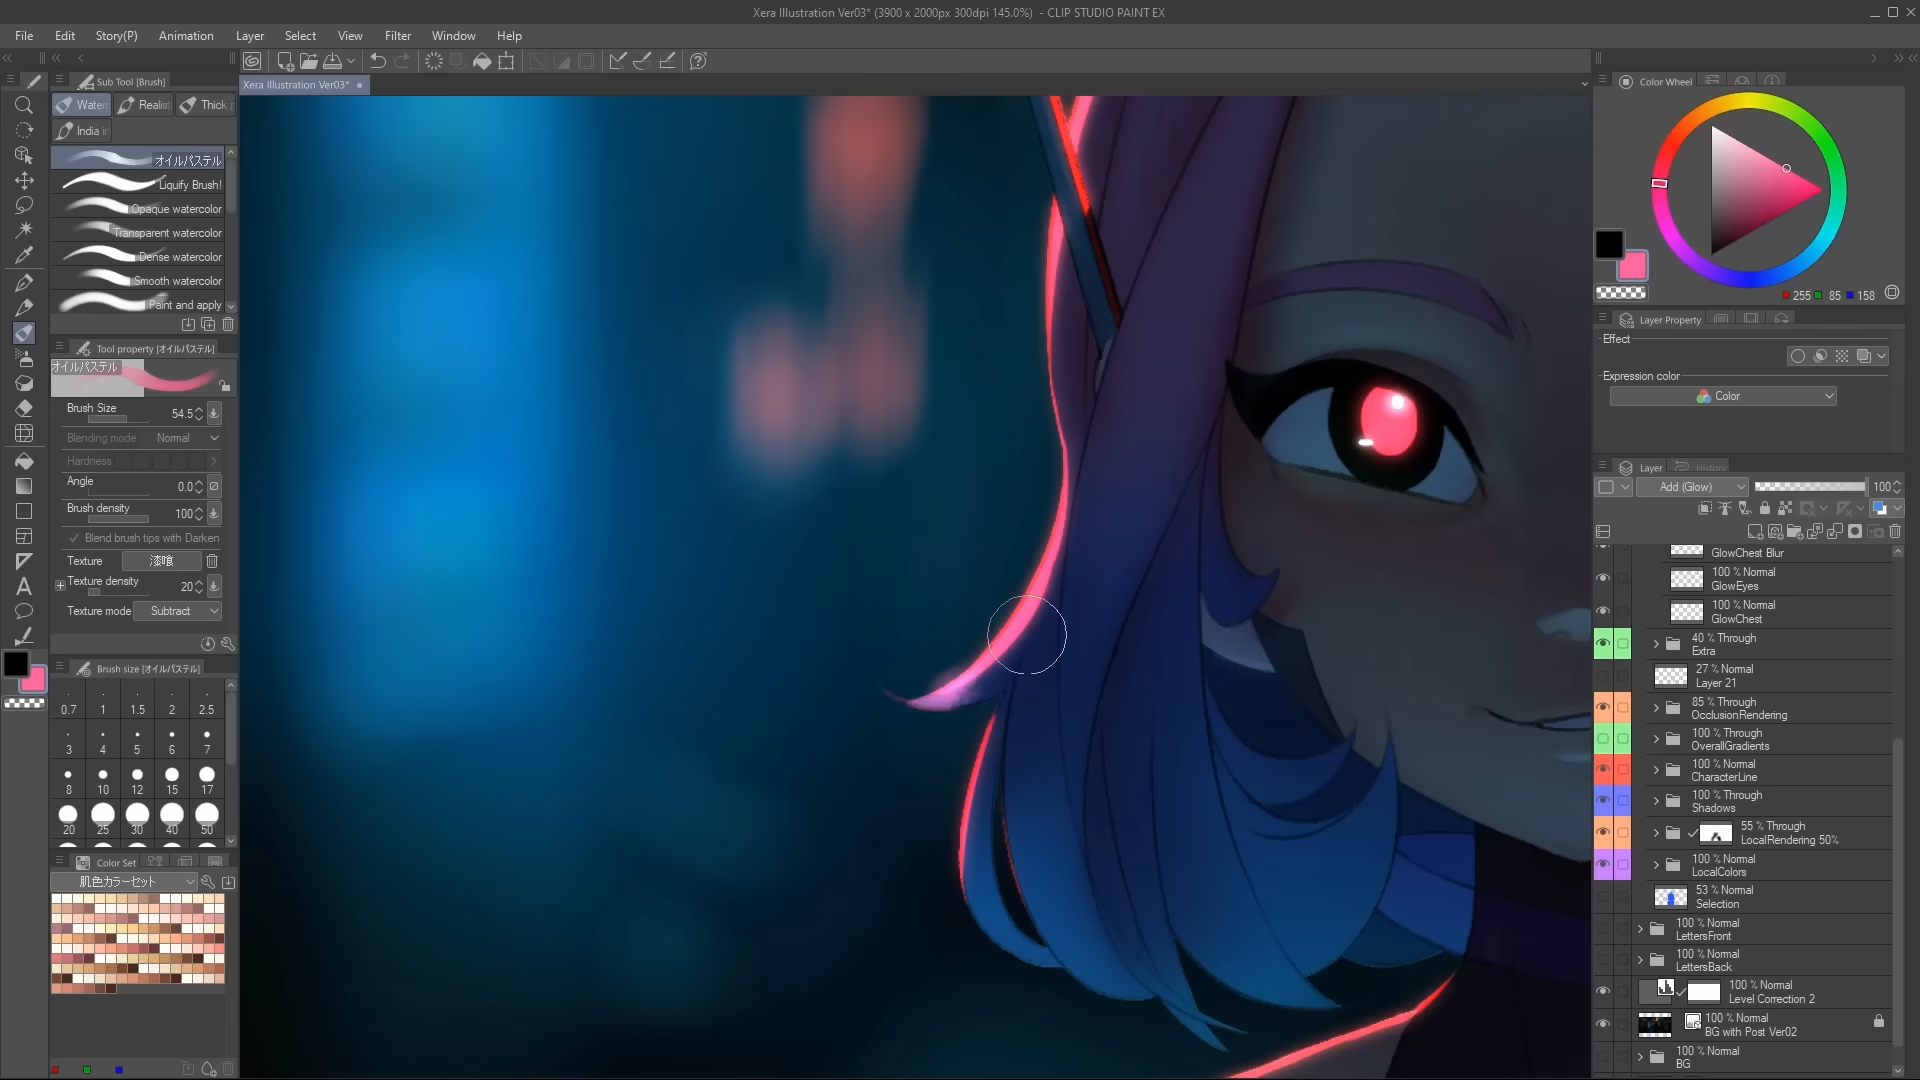 Xera Illustration Ver03* (3900 x 2000px 300dpi 145.0%) - CLIP STUDIO PAINT EX
File Edit Story(P) Animation Layer Select View Filter Window Help
Sub Tool [Brush]
Xera Illustration Ver03*
Water Realist Thick p
India in
オイルパステル
Liquify Brush!
Opaque watercolor
Transparent watercolor
Dense watercolor
Smooth watercolor
Paint and apply
Tool property [オイルパステル]
オイルパステル
Brush Size 54.5
Blending mode Normal
Hardness
Angle 0.0
Brush density 100
Blend brush tips with Darken
Texture 漆喰
Texture density 20
Texture mode Subtract
Brush size [オイルパステル]
0.7 1 1.5 2 2.5
3 4 5 6 7
8 10 12 15 17
20 25 30 40 50
Color Set
肌色カラーセット
Color Wheel
255 85 158
Layer Property
Effect
Expression color
Color
Layer History
Add (Glow) 100
GlowChest Blur
100 % Normal
GlowEyes
100 % Normal
GlowChest
40 % Through
Extra
27 % Normal
Layer 21
85 % Through
OcclusionRendering
100 % Through
OverallGradients
100 % Normal
CharacterLine
100 % Through
Shadows
55 % Through
LocalRendering 50%
100 % Normal
LocalColors
53 % Normal
Selection
100 % Normal
LettersFront
100 % Normal
LettersBack
100 % Normal
Level Correction 2
100 % Normal
BG with Post Ver02
100 % Normal
BG